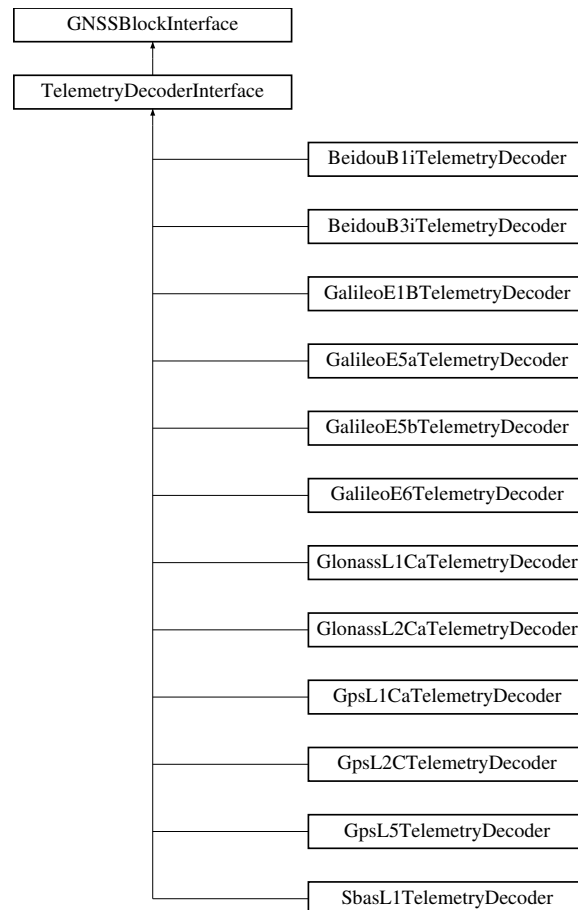 GNSSBlockInterface
TelemetryDecoderInterface
BeidouB1iTelemetryDecoder
BeidouB3iTelemetryDecoder
GalileoE1BTelemetryDecoder
GalileoE5aTelemetryDecoder
GalileoE5bTelemetryDecoder
GalileoE6TelemetryDecoder
GlonassL1CaTelemetryDecoder
GlonassL2CaTelemetryDecoder
GpsL1CaTelemetryDecoder
GpsL2CTelemetryDecoder
GpsL5TelemetryDecoder
SbasL1TelemetryDecoder